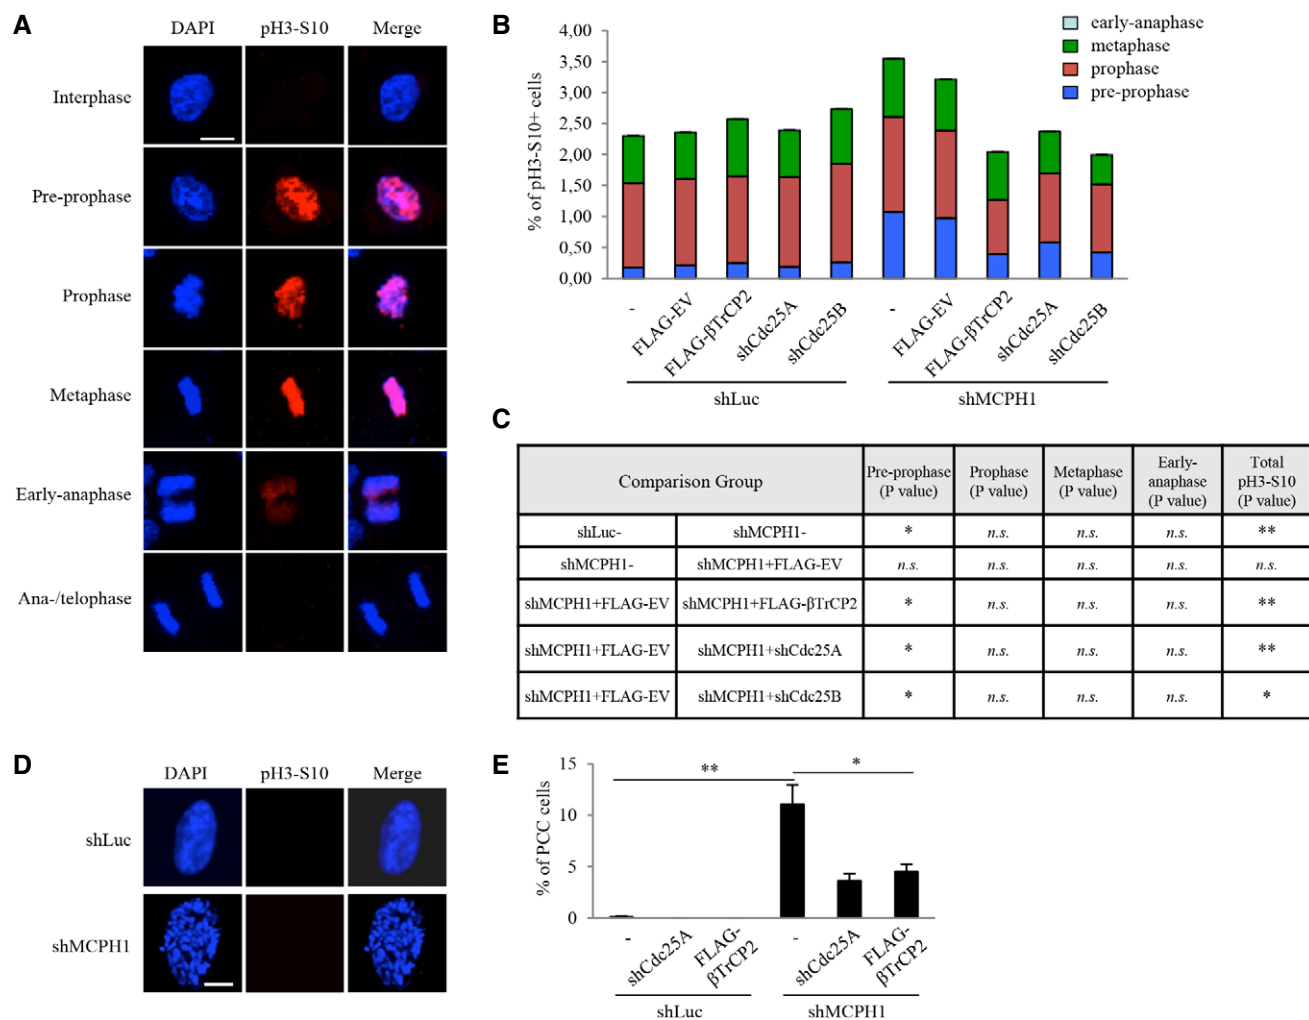 A
DAPI pH3-S10 Merge
Interphase
Pre-prophase
Prophase
Metaphase
Early-anaphase
Ana-/telophase
B
% of pH3-S10+ cells
4,00
3,50
3,00
2,50
2,00
1,50
1,00
0,50
0,00
early-anaphase
metaphase
prophase
pre-prophase
- FLAG-EV FLAG-βTrCP2 shCdc25A shCdc25B - FLAG-EV FLAG-βTrCP2 shCdc25A shCdc25B
shLuc shMCPH1
C
Comparison Group Pre-prophase (P value) Prophase (P value) Metaphase (P value) Early-anaphase (P value) Total pH3-S10 (P value)
shLuc- shMCPH1- * n.s. n.s. n.s. **
shMCPH1- shMCPH1+FLAG-EV n.s. n.s. n.s. n.s. n.s.
shMCPH1+FLAG-EV shMCPH1+FLAG-βTrCP2 * n.s. n.s. n.s. **
shMCPH1+FLAG-EV shMCPH1+shCdc25A * n.s. n.s. n.s. **
shMCPH1+FLAG-EV shMCPH1+shCdc25B * n.s. n.s. n.s. *
D
DAPI pH3-S10 Merge
shLuc
shMCPH1
E
% of PCC cells
15
10
5
0
** *
- shCdc25A FLAG-βTrCP2 - shCdc25A FLAG-βTrCP2
shLuc shMCPH1